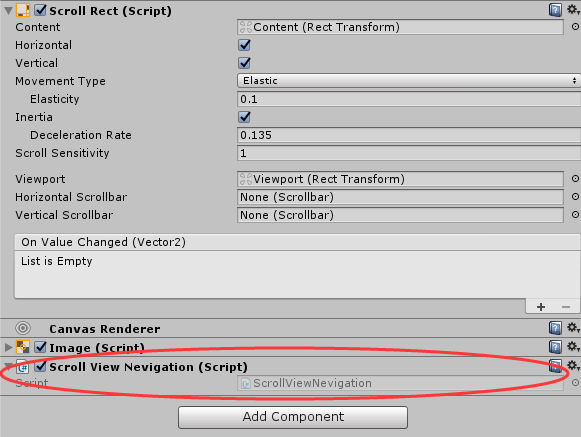 Scroll Rect (Script)
Content Content (Rect Transform)
Horizontal
Vertical
Movement Type Elastic
Elasticity 0.1
Inertia
Deceleration Rate 0.135
Scroll Sensitivity 1
Viewport Viewport (Rect Transform)
Horizontal Scrollbar None (Scrollbar)
Vertical Scrollbar None (Scrollbar)
On Value Changed (Vector2)
List is Empty
+ −
Canvas Renderer
Image (Script)
Scroll View Nevigation (Script)
Script ScrollViewNevigation
Add Component